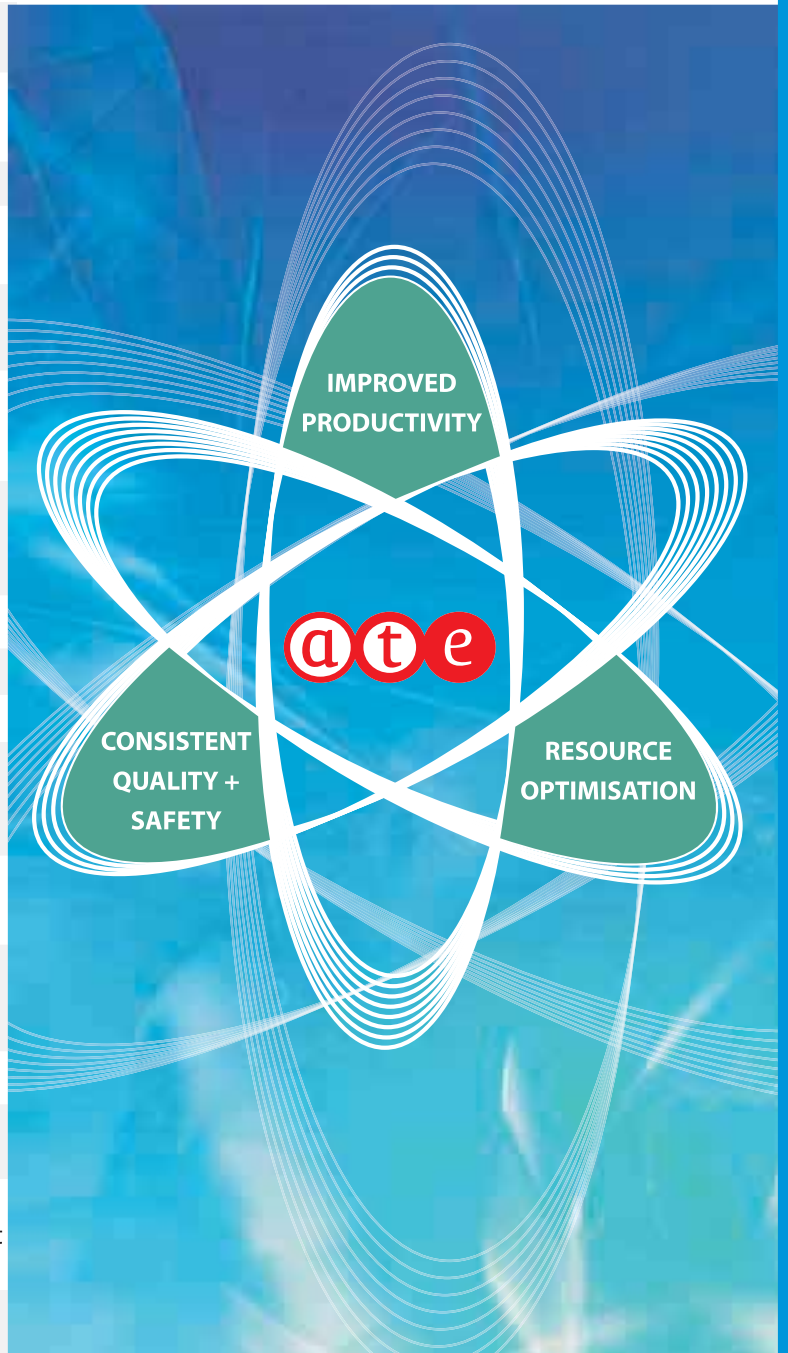 IMPROVED
PRODUCTIVITY
ate
CONSISTENT
QUALITY +
SAFETY
RESOURCE
OPTIMISATION